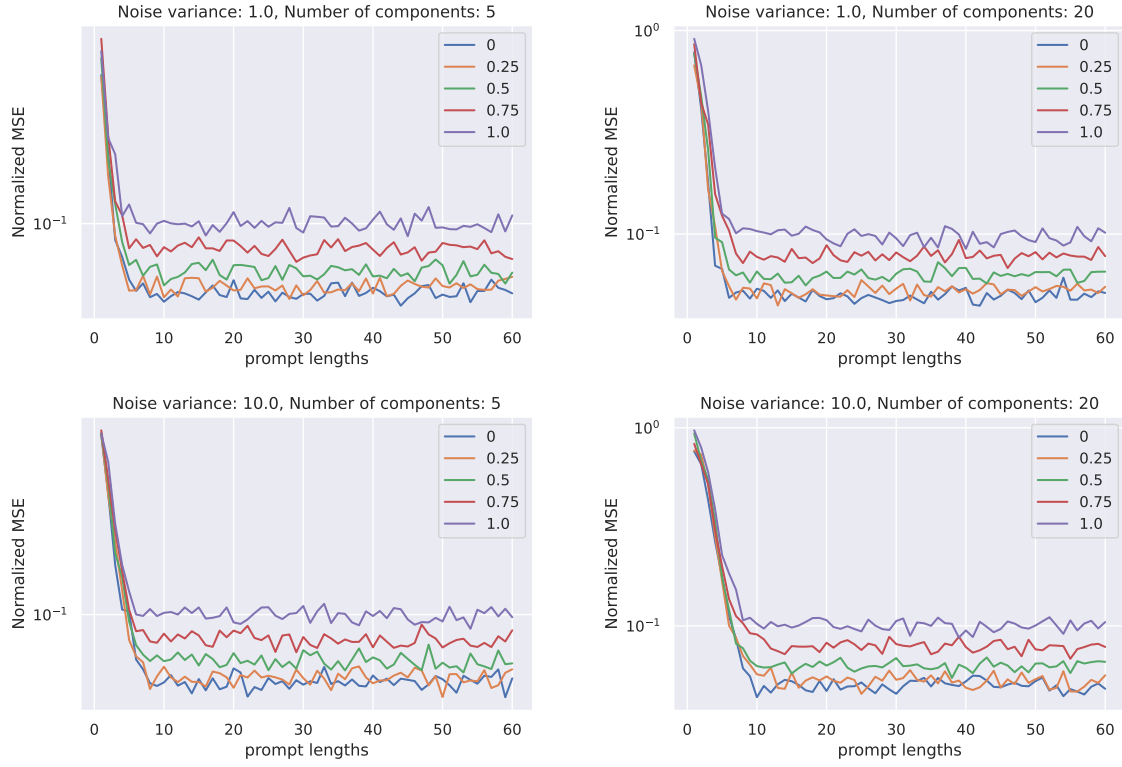 Noise variance: 1.0, Number of components: 5
Normalized MSE
10⁻¹
0
0.25
0.5
0.75
1.0
0 10 20 30 40 50 60
prompt lengths
Noise variance: 1.0, Number of components: 20
Normalized MSE
10⁰
10⁻¹
0
0.25
0.5
0.75
1.0
0 10 20 30 40 50 60
prompt lengths
Noise variance: 10.0, Number of components: 5
Normalized MSE
10⁻¹
0
0.25
0.5
0.75
1.0
0 10 20 30 40 50 60
prompt lengths
Noise variance: 10.0, Number of components: 20
Normalized MSE
10⁰
10⁻¹
0
0.25
0.5
0.75
1.0
0 10 20 30 40 50 60
prompt lengths